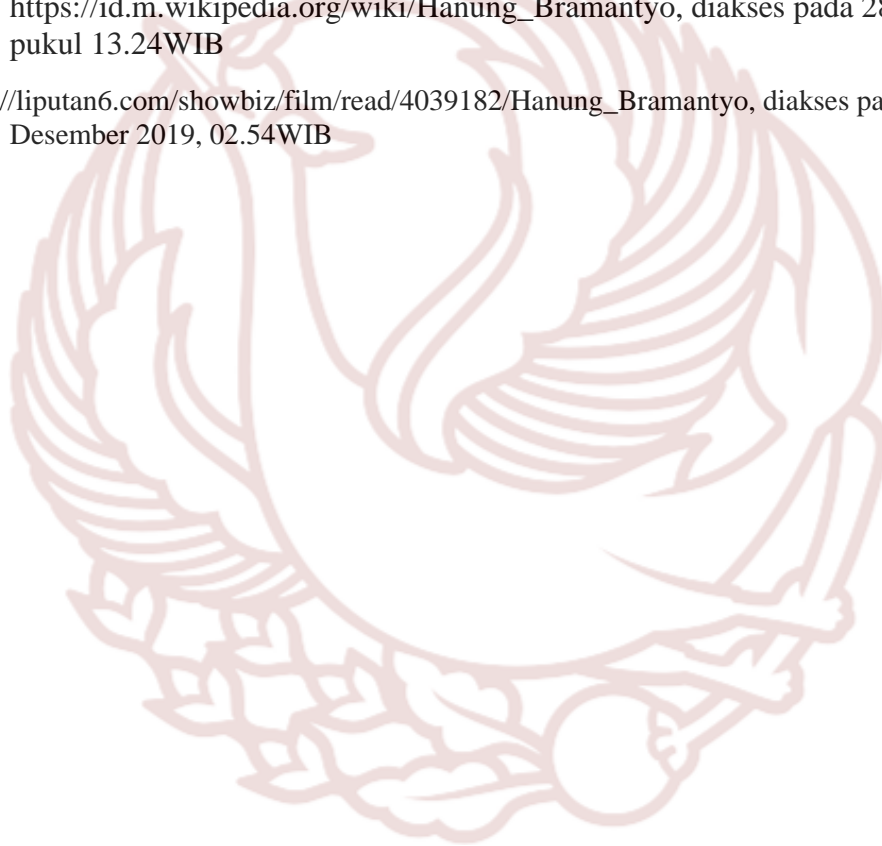 https://id.m.wikipedia.org/wiki/Hanung_Bramantyo, diakses pada 28
pukul 13.24WIB
//liputan6.com/showbiz/film/read/4039182/Hanung_Bramantyo, diakses pa
Desember 2019, 02.54WIB